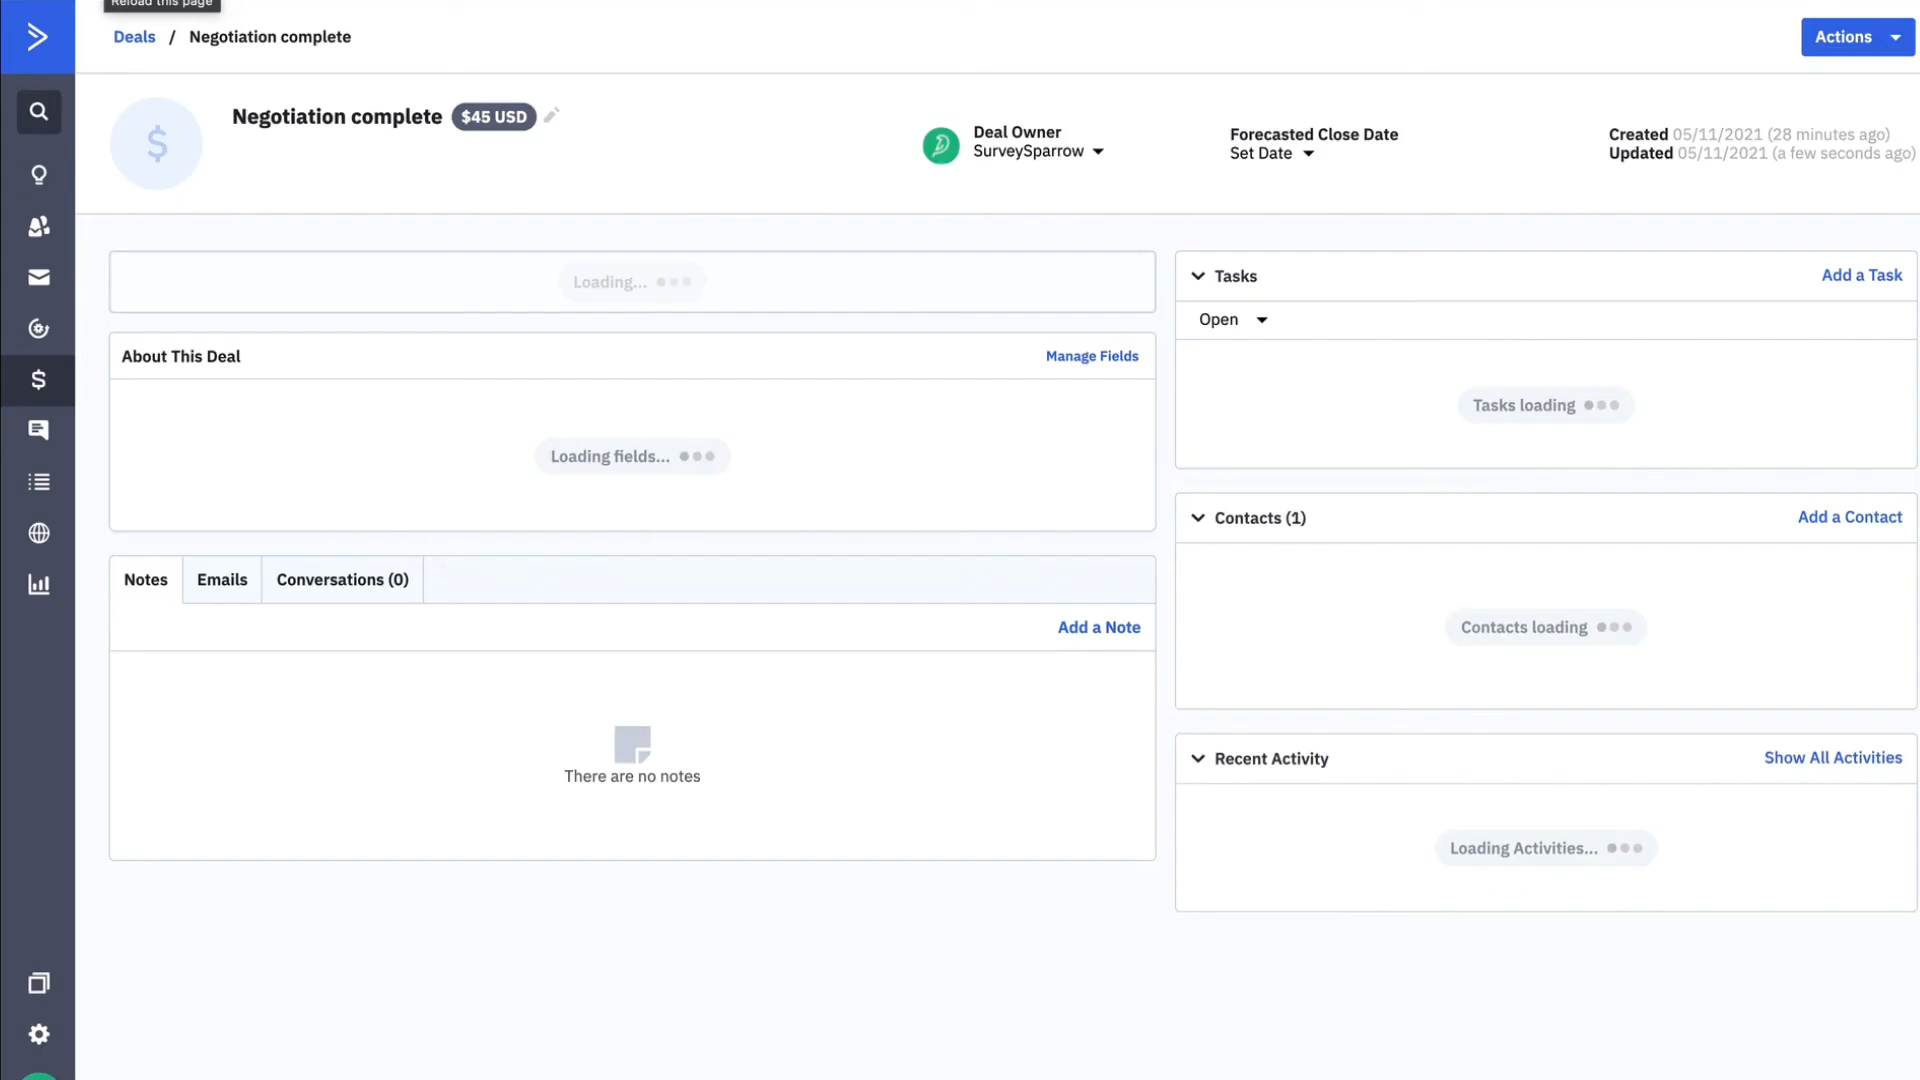 Reload this page
Deals / Negotiation complete
Actions
Negotiation complete $45 USD
Deal Owner
SurveySparrow
Forecasted Close Date
Set Date
Created 05/11/2021 (28 minutes ago)
Updated 05/11/2021 (a few seconds ago)
Loading...
About This Deal
Manage Fields
Loading fields...
Notes
Emails
Conversations (0)
Add a Note
There are no notes
Tasks
Add a Task
Open
Tasks loading
Contacts (1)
Add a Contact
Contacts loading
Recent Activity
Show All Activities
Loading Activities...